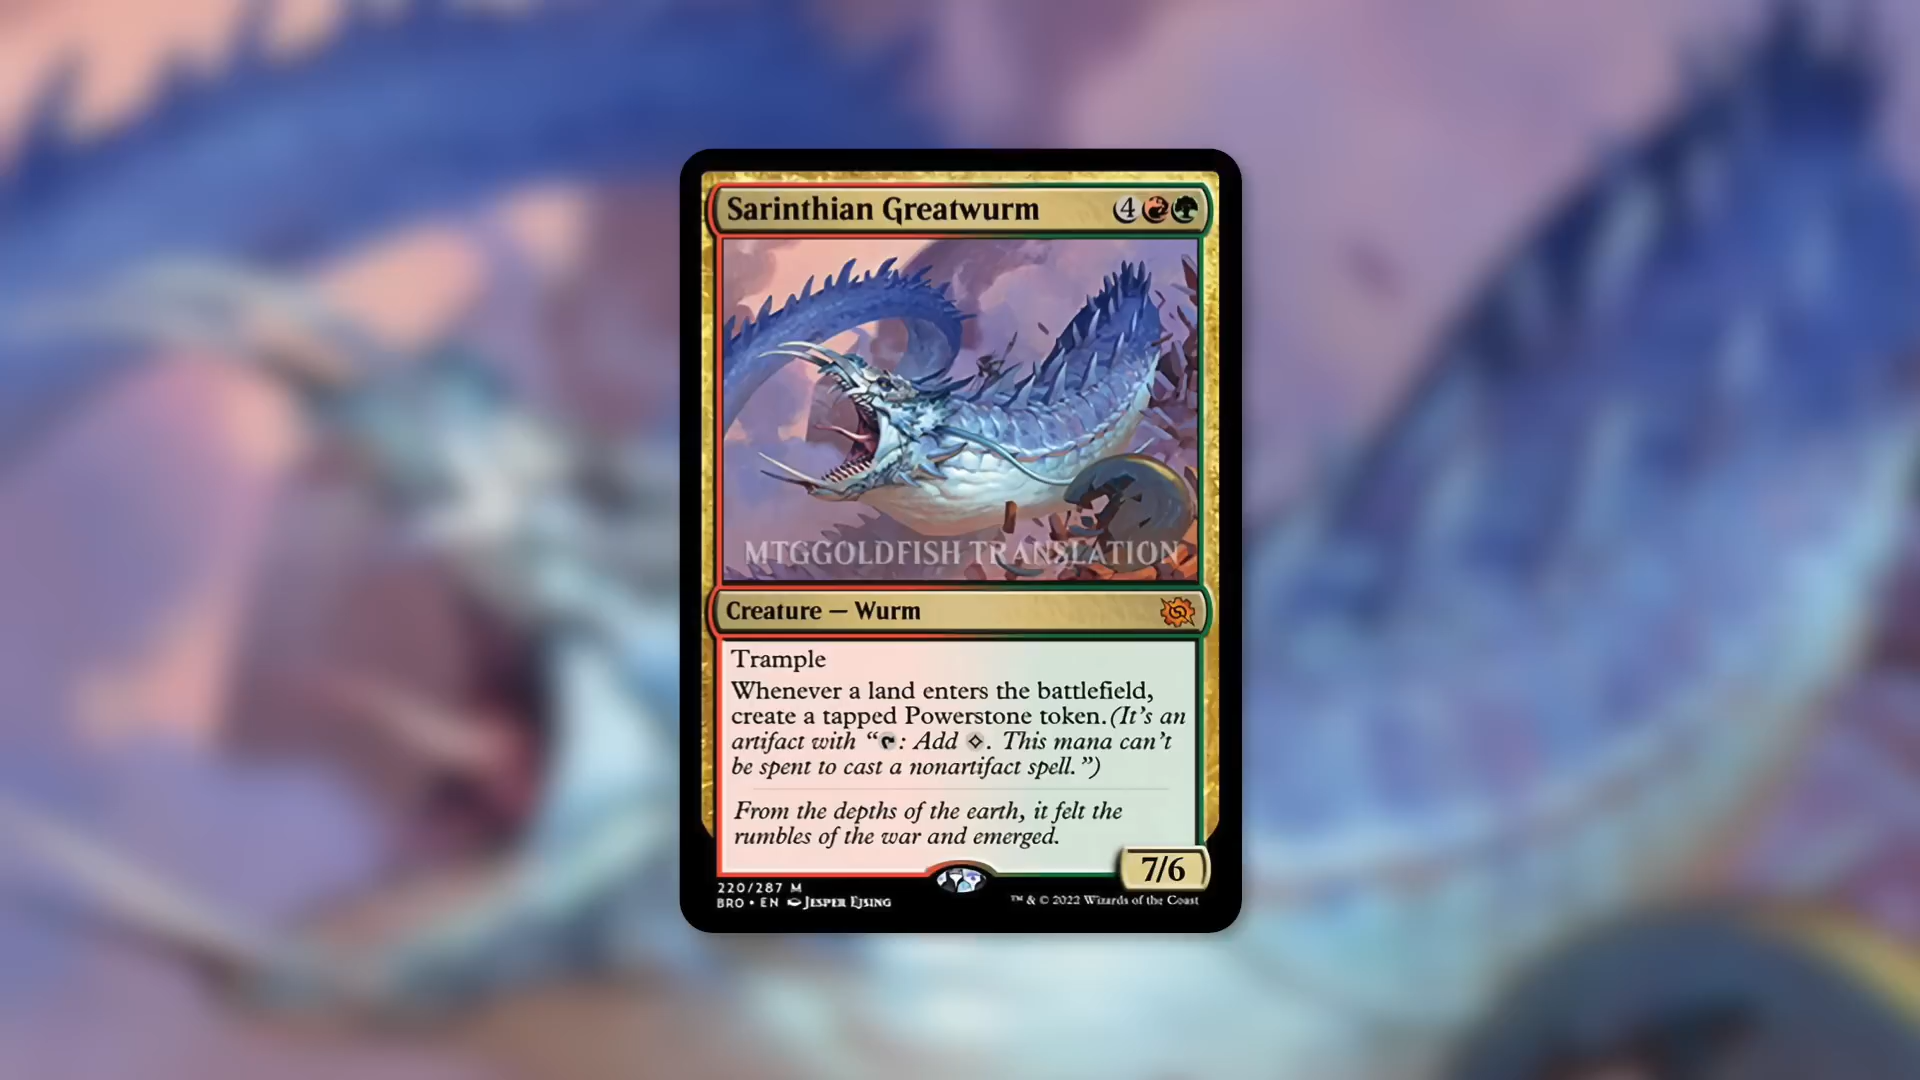 Sarinthian Greatwurm 4
MTGGOLDFISH TRANSLATION
Creature — Wurm
Trample
Whenever a land enters the battlefield,
create a tapped Powerstone token.(It's an
artifact with “: Add . This mana can't
be spent to cast a nonartifact spell.”)
From the depths of the earth, it felt the
rumbles of the war and emerged.
7/6
220/287 M
BRO • EN Jesper Ejsing
™ & © 2022 Wizards of the Coast